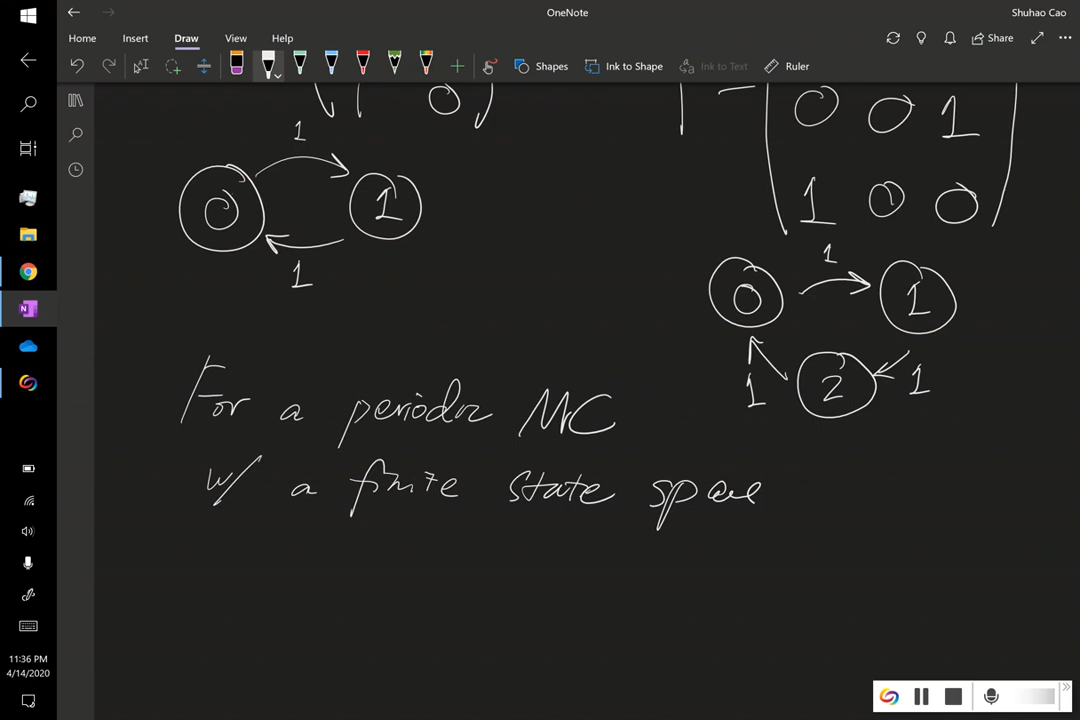 OneNote
Shuhao Cao
Home Insert Draw View Help
Share
Shapes Ink to Shape Ink to Text Ruler
1 0
0 0 1
1 0 0
1
0 1
1
1
0 1
1 2 1
For a periodic MC
w/ a finite state space
11:36 PM
4/14/2020